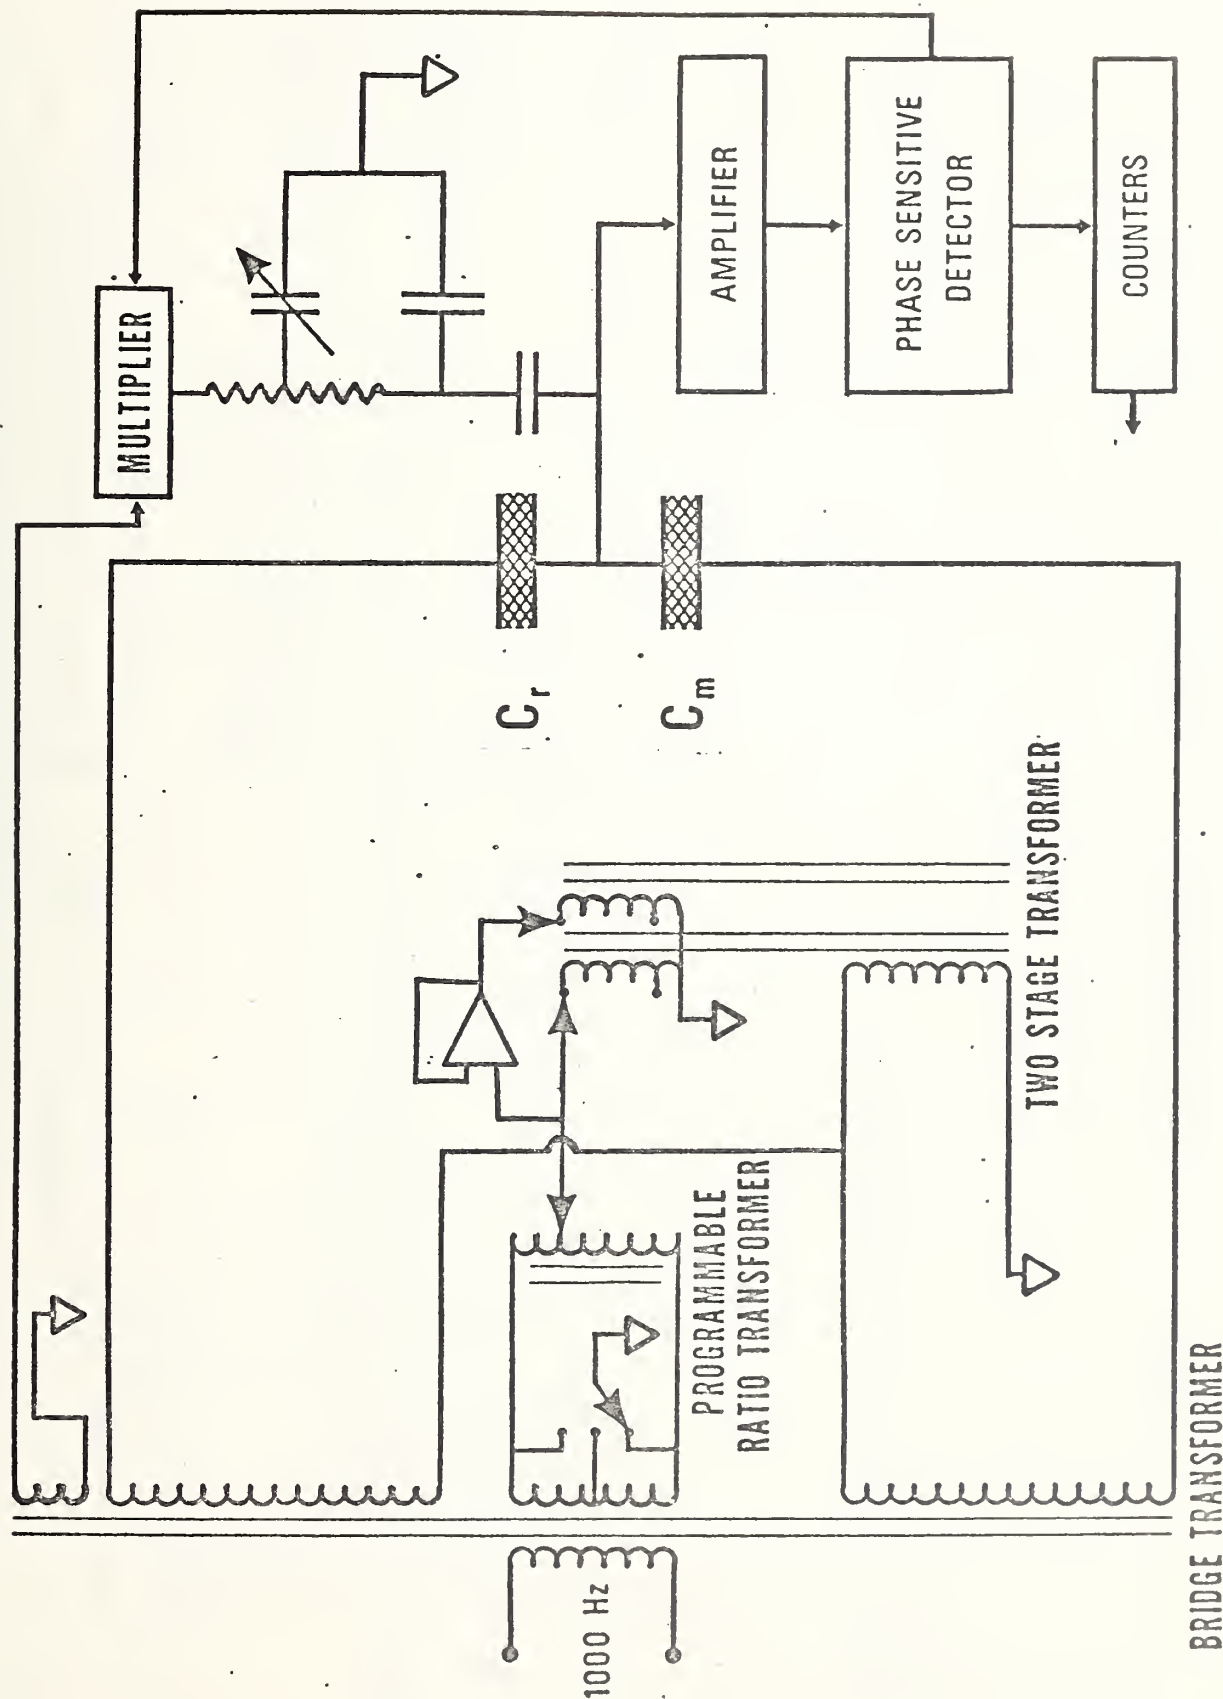 MULTIPLIER
AMPLIFIER
PHASE SENSITIVE
DETECTOR
COUNTERS
Cr
Cm
TWO STAGE TRANSFORMER
PROGRAMMABLE
RATIO TRANSFORMER
1000 Hz
BRIDGE TRANSFORMER